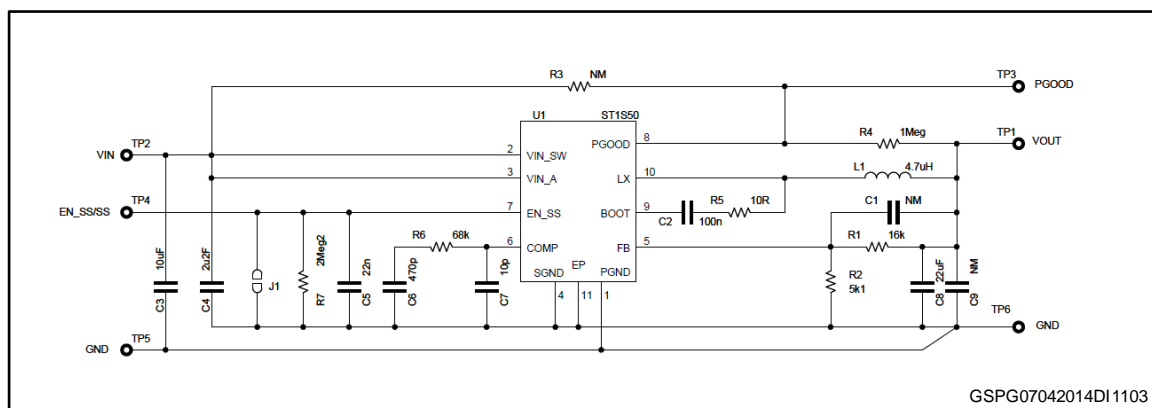 R3 NM
TP3 PGOOD
U1 ST1S50
PGOOD 8
R4 1Meg
TP1 VOUT
VIN TP2
2 VIN_SW
3 VIN_A
LX 10
L1 4.7uH
EN_SS/SS TP4
7 EN_SS
BOOT 9
C2 100n
R5 10R
C1 NM
6 COMP
R6 68k
FB 5
R1 16k
SGND EP PGND
4 11 1
C3 10uF
C4 2u2F
J1
R7 2Meg2
C5 22n
C6 470p
C7 10p
R2 5k1
C8 22uF
C9 NM
TP6 GND
GND TP5
GSPG07042014DI1103